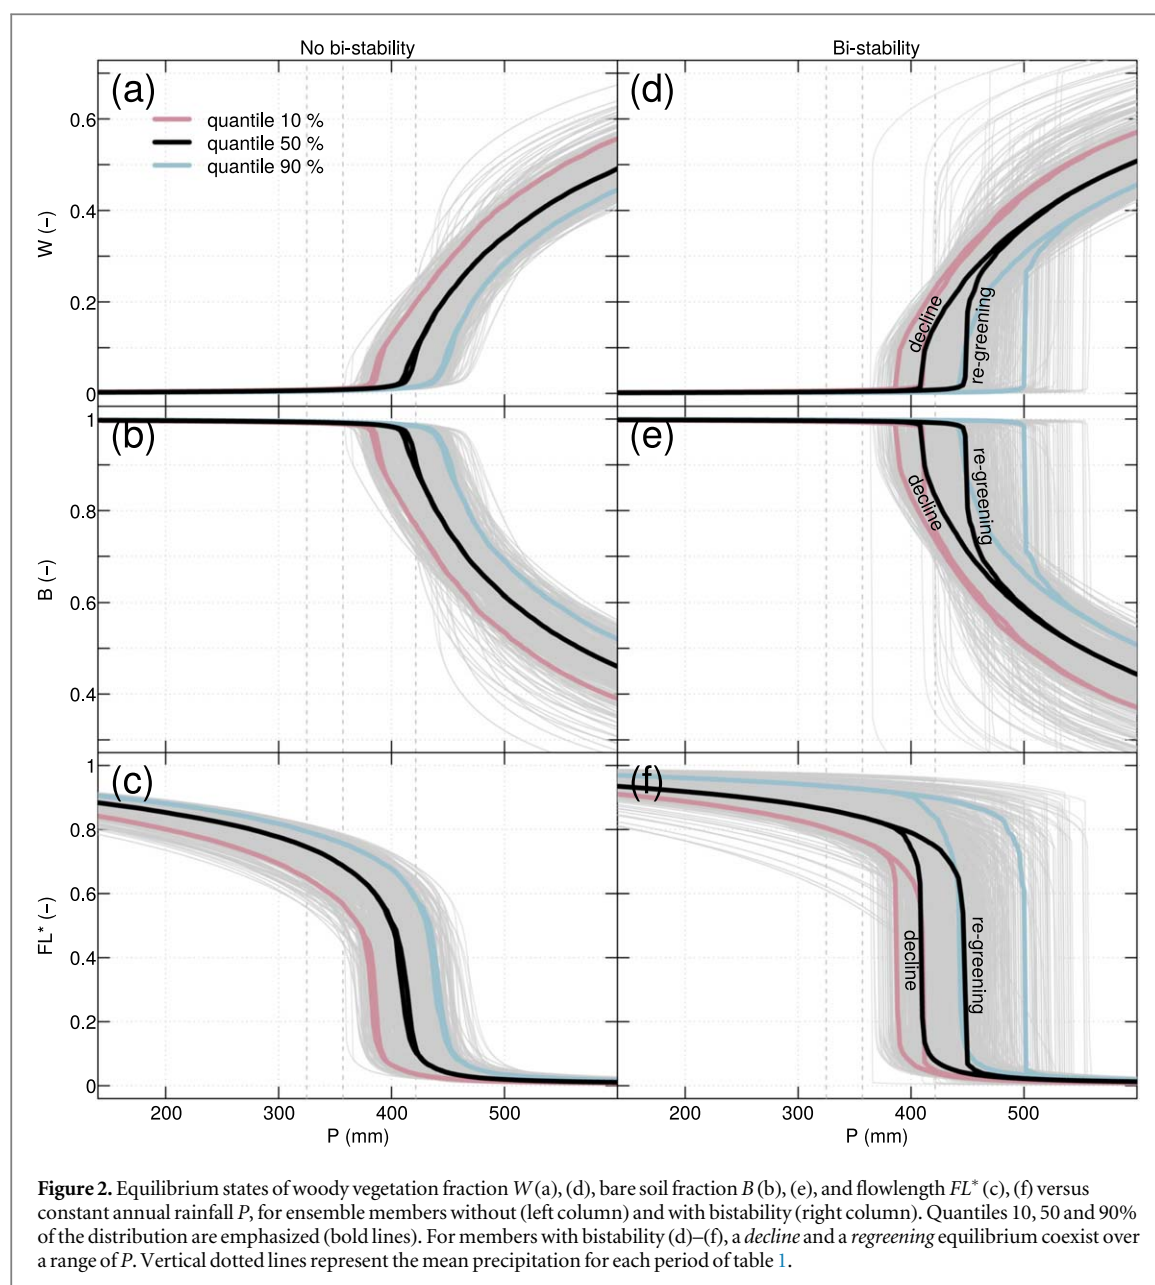 No bi-stability
Bi-stability
(a)
(d)
quantile 10 %
quantile 50 %
quantile 90 %
0.6
0.4
0.2
0
W (−)
decline
re-greening
(b)
(e)
1
0.8
0.6
0.4
B (−)
decline
re-greening
(c)
(f)
1
0.8
0.6
0.4
0.2
0
FL* (−)
decline
re-greening
200 300 400 500
200 300 400 500
P (mm)
P (mm)
Figure 2. Equilibrium states of woody vegetation fraction W (a), (d), bare soil fraction B (b), (e), and flowlength FL* (c), (f) versus
constant annual rainfall P, for ensemble members without (left column) and with bistability (right column). Quantiles 10, 50 and 90%
of the distribution are emphasized (bold lines). For members with bistability (d)–(f), a decline and a regreening equilibrium coexist over
a range of P. Vertical dotted lines represent the mean precipitation for each period of table 1.